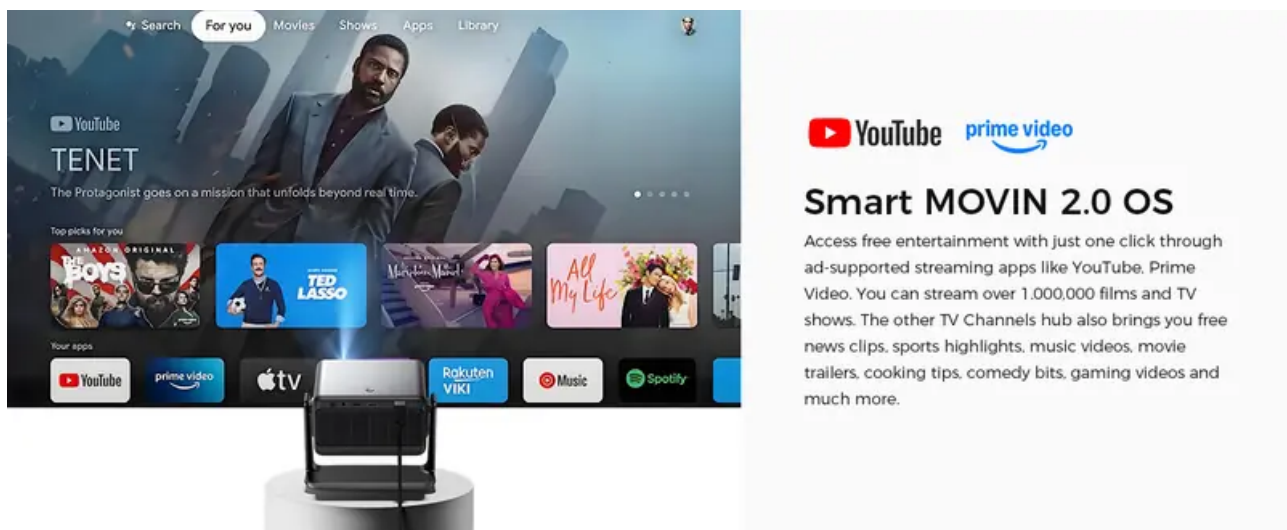 Search For you Movies Shows Apps Library
YouTube
TENET
The Protagonist goes on a mission that unfolds beyond real time.
Top picks for you
AMAZON ORIGINAL
THE BOYS
TED LASSO
Marvelous Maisel
All My Life
Your apps
YouTube
prime video
tv
Rakuten
VIKI
Music
Spotify
YouTube prime video
Smart MOVIN 2.0 OS
Access free entertainment with just one click through
ad-supported streaming apps like YouTube, Prime
Video. You can stream over 1.000,000 films and TV
shows. The other TV Channels hub also brings you free
news clips, sports highlights, music videos, movie
trailers, cooking tips, comedy bits, gaming videos and
much more.